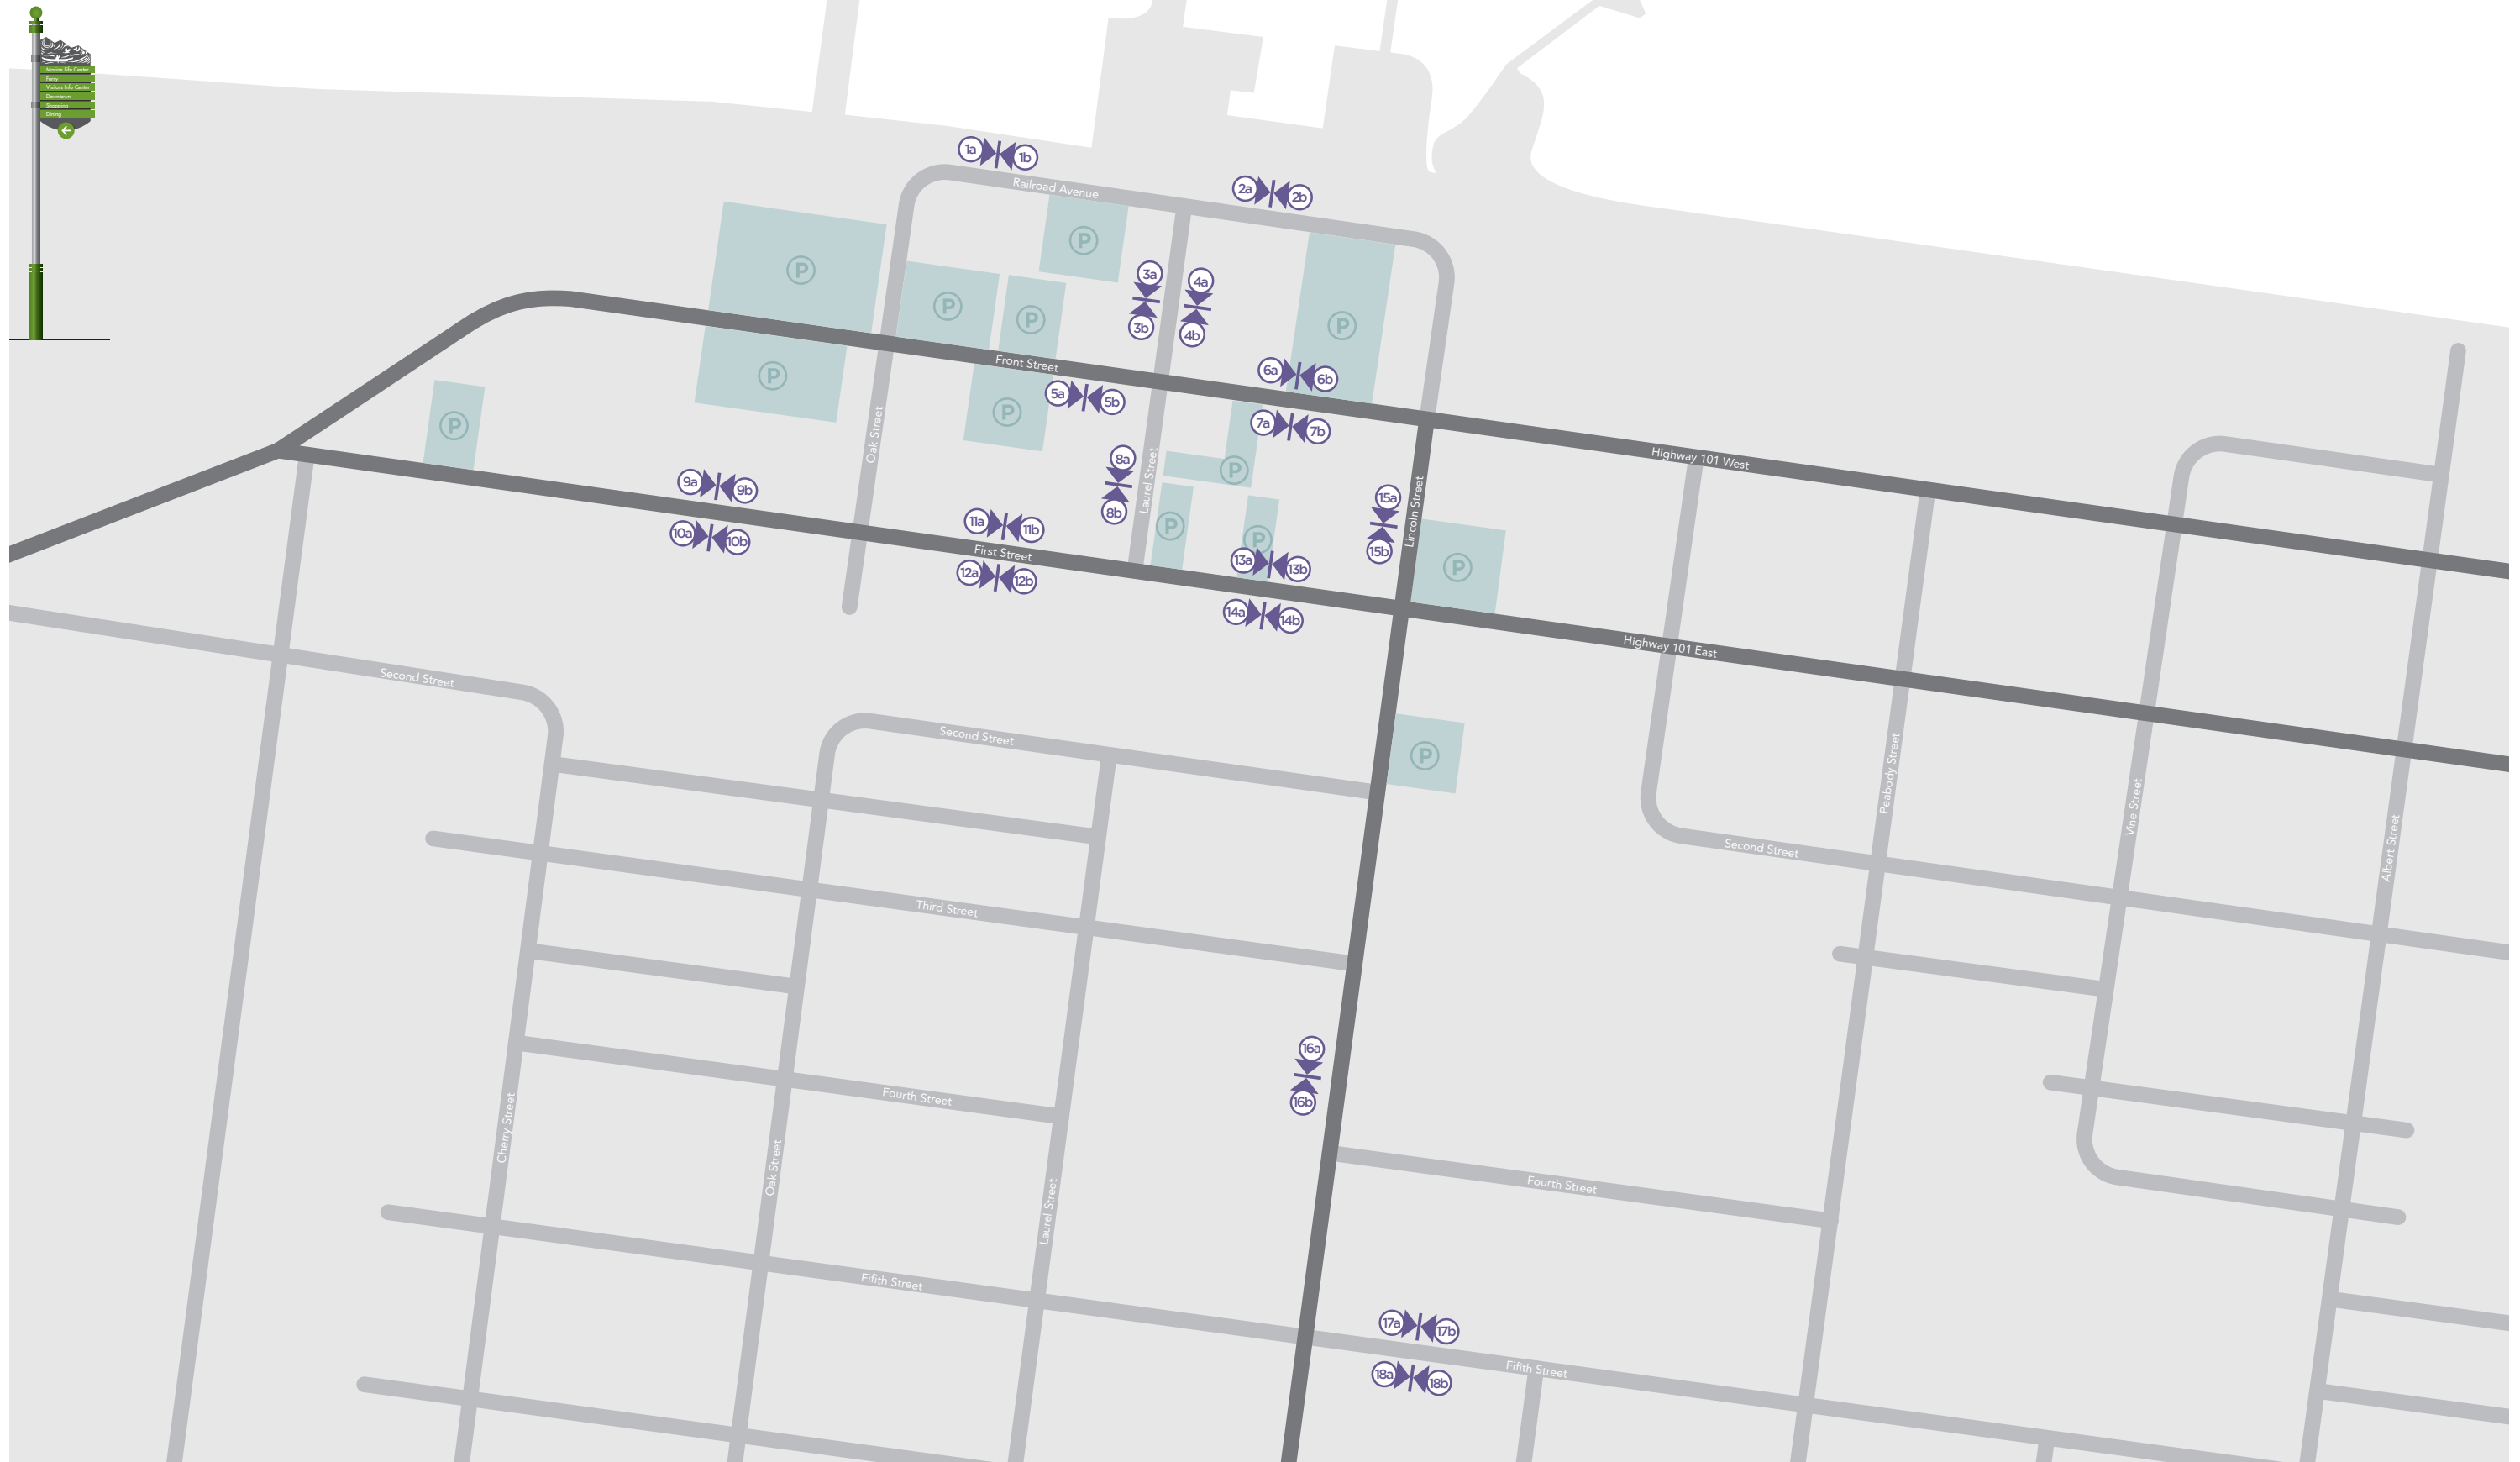 Marine Life Center
Ferry
Visitors Info Center
Downtown
Shopping
Dining
1a
1b
Railroad Avenue
2a
2b
P
P
P
P
P
3a
3b
4a
4b
Front Street
5a
5b
6a
6b
7a
7b
P
P
P
Oak Street
Laurel Street
8a
8b
P
P
P
P
9a
9b
10a
10b
11a
11b
First Street
12a
12b
13a
13b
14a
14b
15a
15b
Lincoln Street
Highway 101 West
Highway 101 East
Second Street
Second Street
P
Second Street
Peabody Street
Vine Street
Albert Street
Third Street
16a
16b
Fourth Street
Cherry Street
Oak Street
Laurel Street
Fourth Street
Fifth Street
17a
17b
Fifth Street
18a
18b